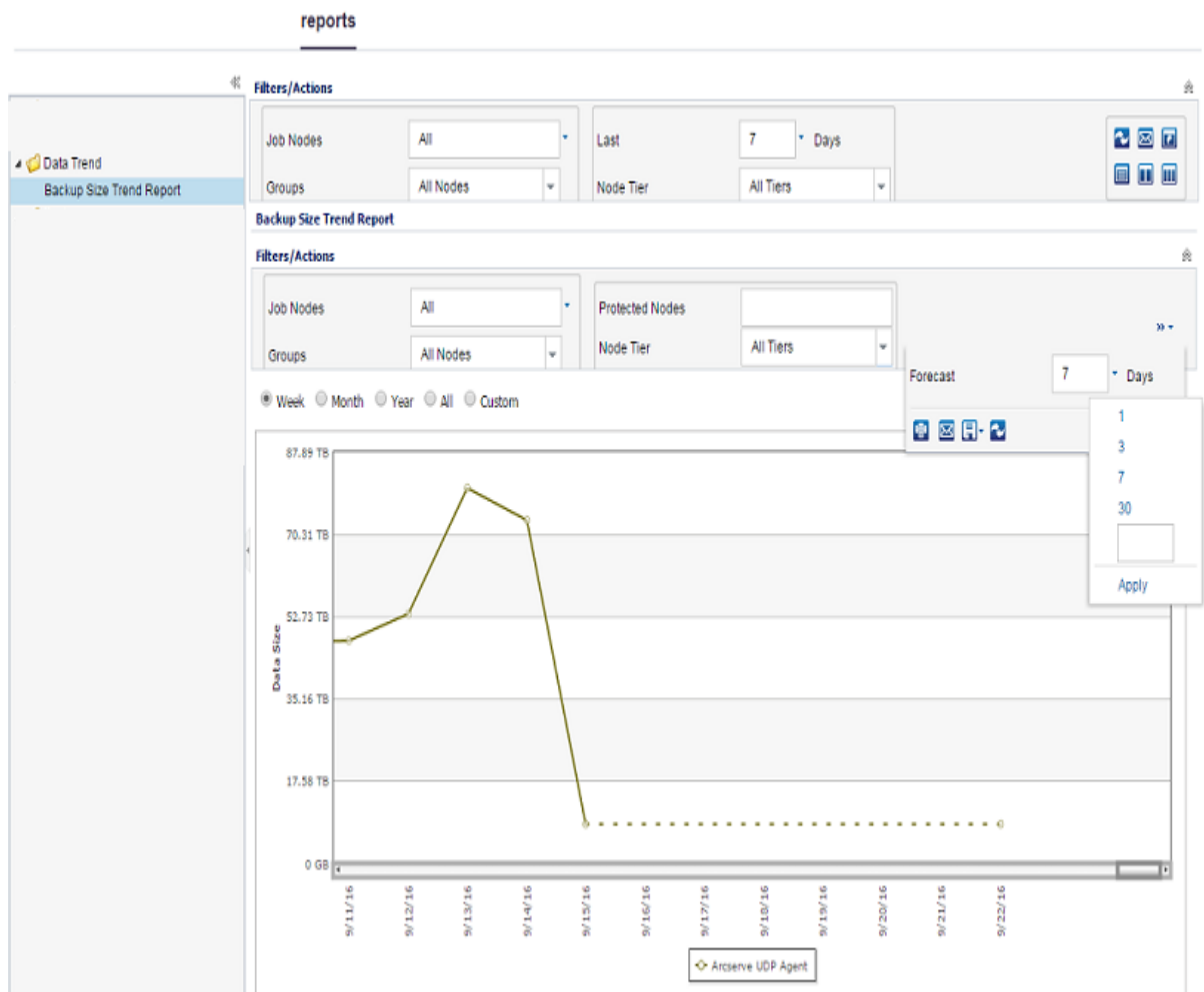 reports
Filters/Actions
Job Nodes
All
Last
7
Days
Groups
All Nodes
Node Tier
All Tiers
Data Trend
Backup Size Trend Report
Backup Size Trend Report
Filters/Actions
Job Nodes
All
Protected Nodes
Groups
All Nodes
Node Tier
All Tiers
Forecast
7
Days
1
3
7
30
Apply
Week
Month
Year
All
Custom
87.89 TB
70.31 TB
52.73 TB
35.16 TB
17.58 TB
0 GB
Data Size
9/11/16
9/12/16
9/13/16
9/14/16
9/15/16
9/16/16
9/17/16
9/18/16
9/19/16
9/20/16
9/21/16
9/22/16
Arcserve UDP Agent